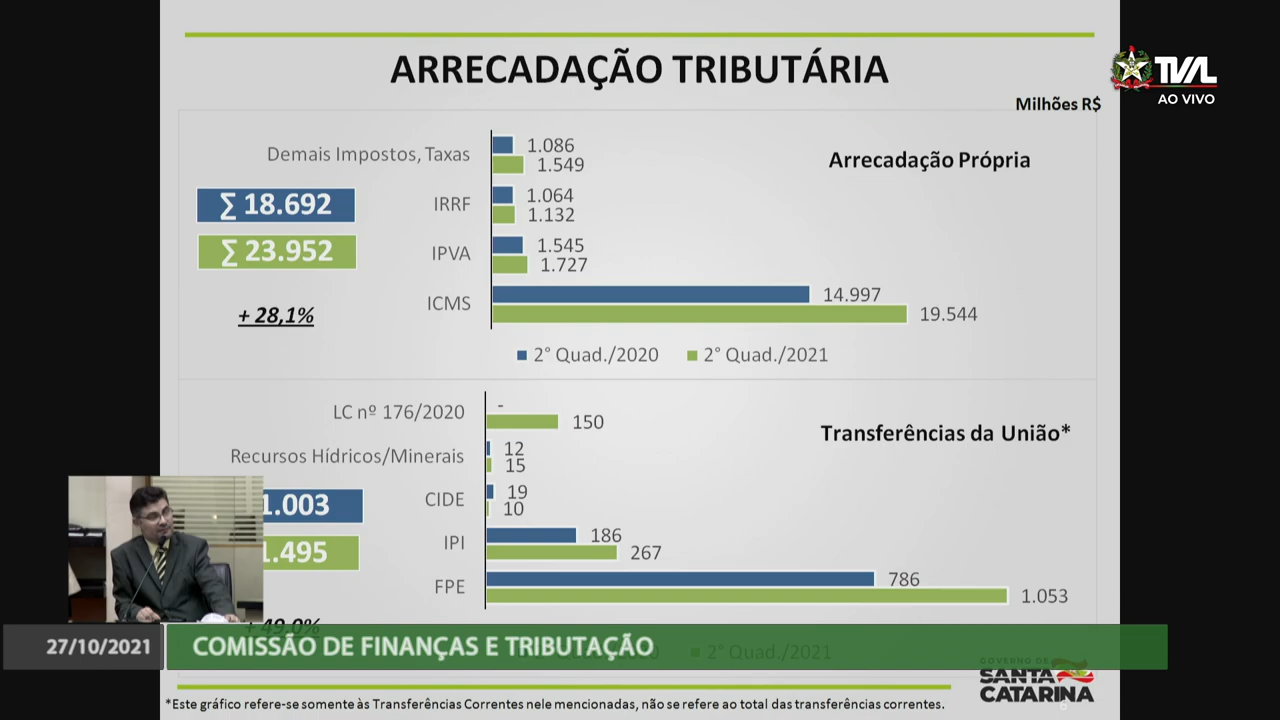 ARRECADAÇÃO TRIBUTÁRIA
TVAL
AO VIVO
Milhões R$
Arrecadação Própria
Demais Impostos, Taxas
1.086
1.549
∑ 18.692
IRRF
1.064
1.132
∑ 23.952
IPVA
1.545
1.727
+ 28,1%
ICMS
14.997
19.544
2° Quad./2020
2° Quad./2021
Transferências da União*
LC nº 176/2020
-
150
Recursos Hídricos/Minerais
12
15
1.003
CIDE
19
10
1.495
IPI
186
267
FPE
786
1.053
+ 49,0%
27/10/2021
COMISSÃO DE FINANÇAS E TRIBUTAÇÃO
2° Quad./2021
GOVERNO DE
SANTA
CATARINA
*Este gráfico refere-se somente às Transferências Correntes nele mencionadas, não se refere ao total das transferências correntes.